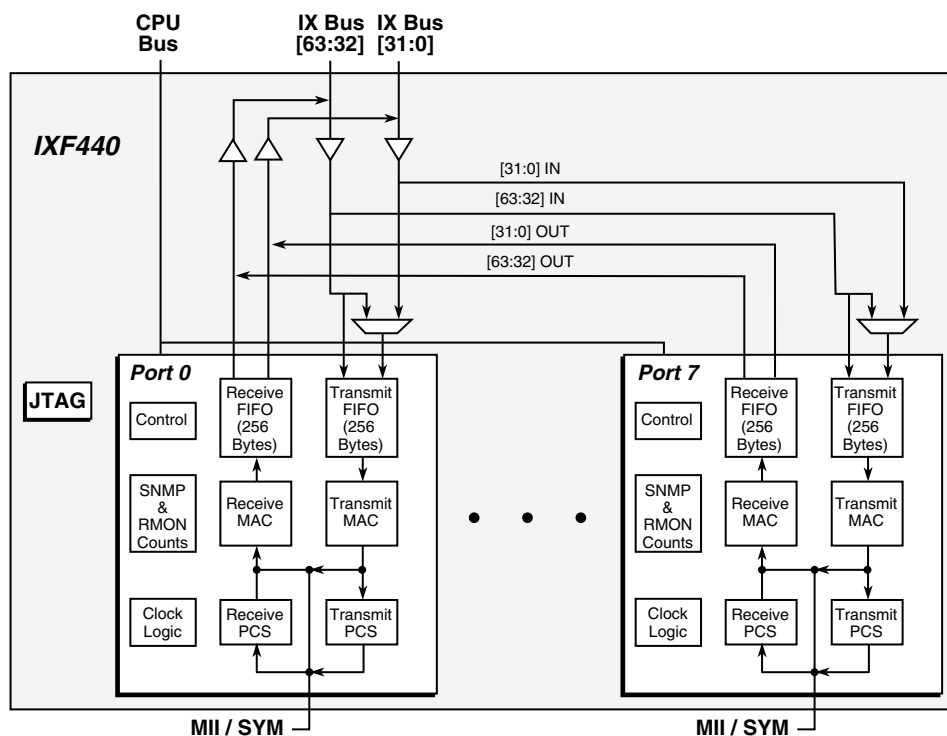 CPU
Bus
IX Bus
[63:32]
IX Bus
[31:0]
IXF440
[31:0] IN
[63:32] IN
[31:0] OUT
[63:32] OUT
JTAG
Port 0
Control
Receive
FIFO
(256
Bytes)
Transmit
FIFO
(256
Bytes)
SNMP
&
RMON
Counts
Receive
MAC
Transmit
MAC
Clock
Logic
Receive
PCS
Transmit
PCS
MII / SYM
Port 7
Control
Receive
FIFO
(256
Bytes)
Transmit
FIFO
(256
Bytes)
SNMP
&
RMON
Counts
Receive
MAC
Transmit
MAC
Clock
Logic
Receive
PCS
Transmit
PCS
MII / SYM